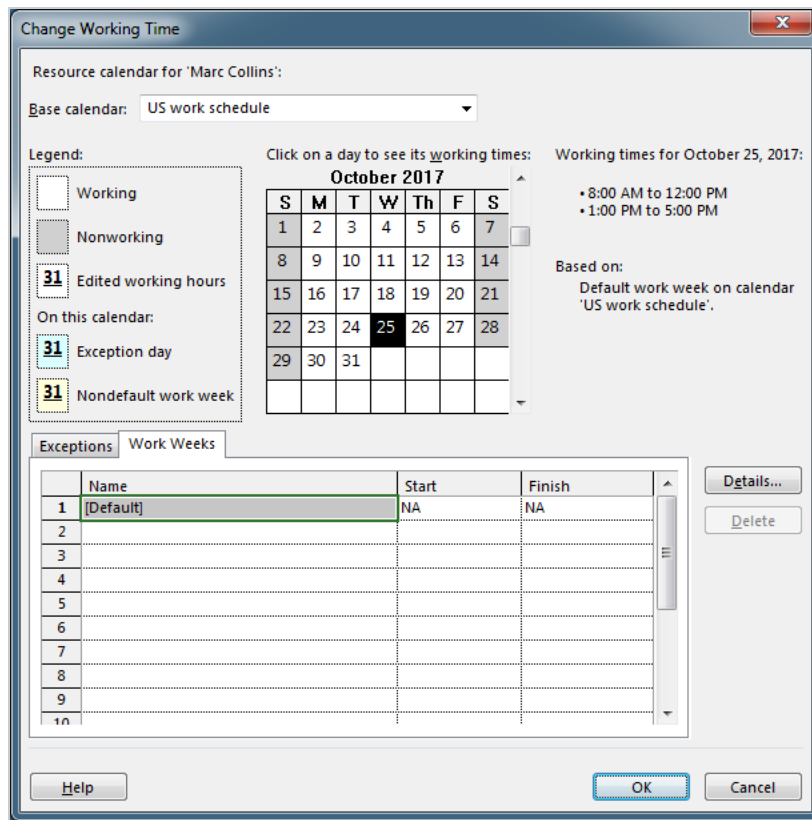 Change Working Time
Resource calendar for 'Marc Collins':
Base calendar: US work schedule
Legend:
Working
Nonworking
31 Edited working hours
On this calendar:
31 Exception day
31 Nondefault work week
Click on a day to see its working times:
October 2017
S M T W Th F S
1 2 3 4 5 6 7
8 9 10 11 12 13 14
15 16 17 18 19 20 21
22 23 24 25 26 27 28
29 30 31
Working times for October 25, 2017:
• 8:00 AM to 12:00 PM
• 1:00 PM to 5:00 PM
Based on:
Default work week on calendar
'US work schedule'.
Exceptions Work Weeks
Name Start Finish
1 [Default] NA NA
2
3
4
5
6
7
8
9
10
Details...
Delete
Help
OK
Cancel